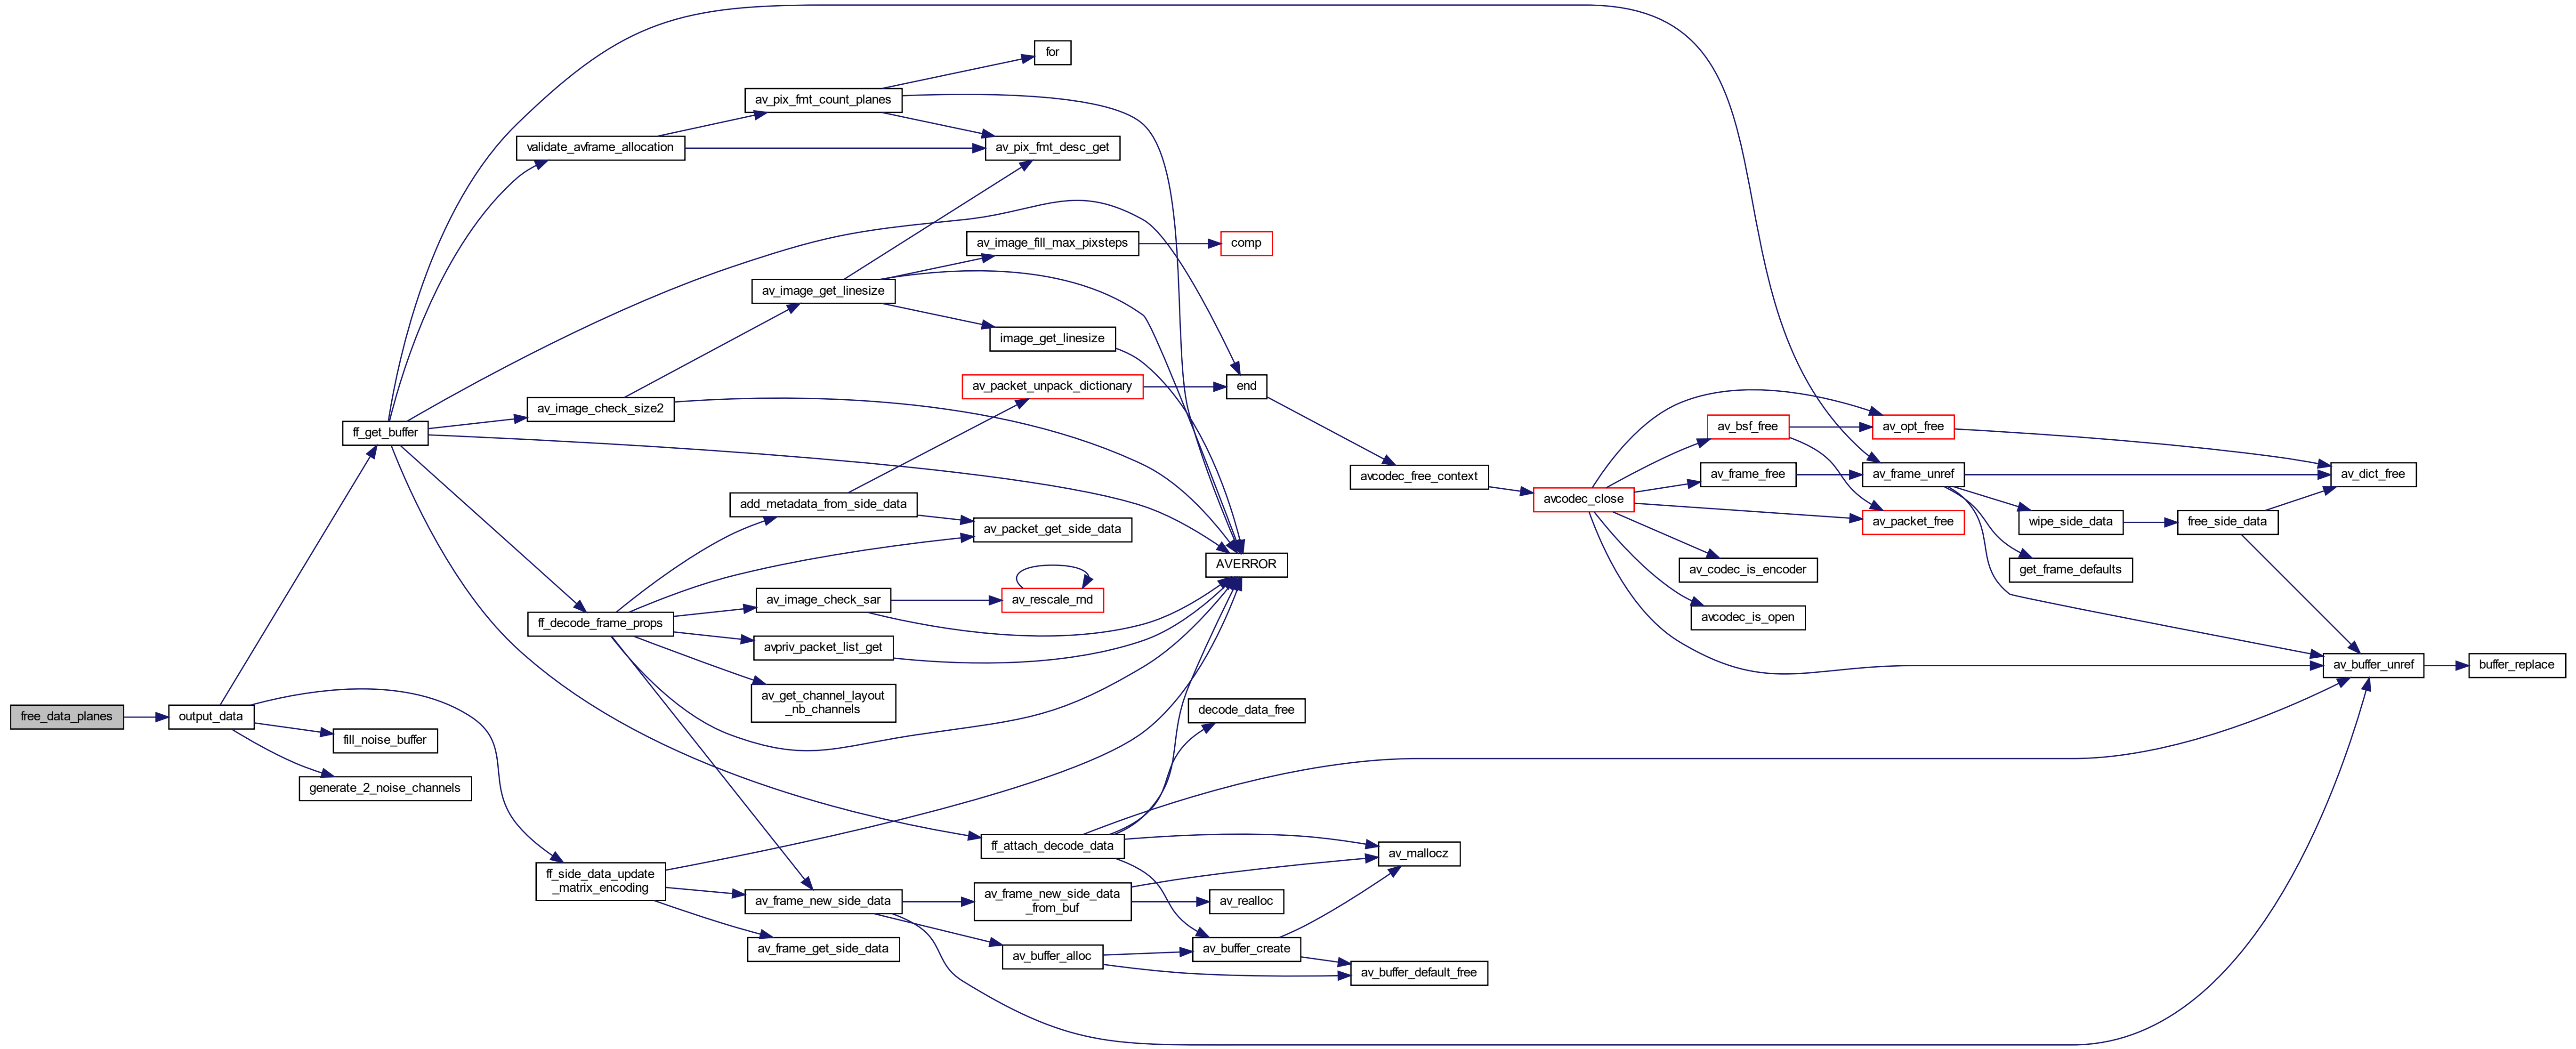 for
av_pix_fmt_count_planes
validate_avframe_allocation
av_pix_fmt_desc_get
av_image_fill_max_pixsteps
comp
av_image_get_linesize
image_get_linesize
av_packet_unpack_dictionary
end
av_image_check_size2
ff_get_buffer
av_bsf_free
av_opt_free
avcodec_free_context
av_frame_free
av_frame_unref
av_dict_free
avcodec_close
add_metadata_from_side_data
av_packet_get_side_data
av_packet_free
wipe_side_data
free_side_data
AVERROR
av_codec_is_encoder
get_frame_defaults
av_image_check_sar
av_rescale_rnd
ff_decode_frame_props
avcodec_is_open
avpriv_packet_list_get
av_buffer_unref
buffer_replace
av_get_channel_layout
_nb_channels
decode_data_free
free_data_planes
output_data
fill_noise_buffer
generate_2_noise_channels
ff_attach_decode_data
av_mallocz
ff_side_data_update
_matrix_encoding
av_frame_new_side_data
av_frame_new_side_data
_from_buf
av_realloc
av_frame_get_side_data
av_buffer_alloc
av_buffer_create
av_buffer_default_free